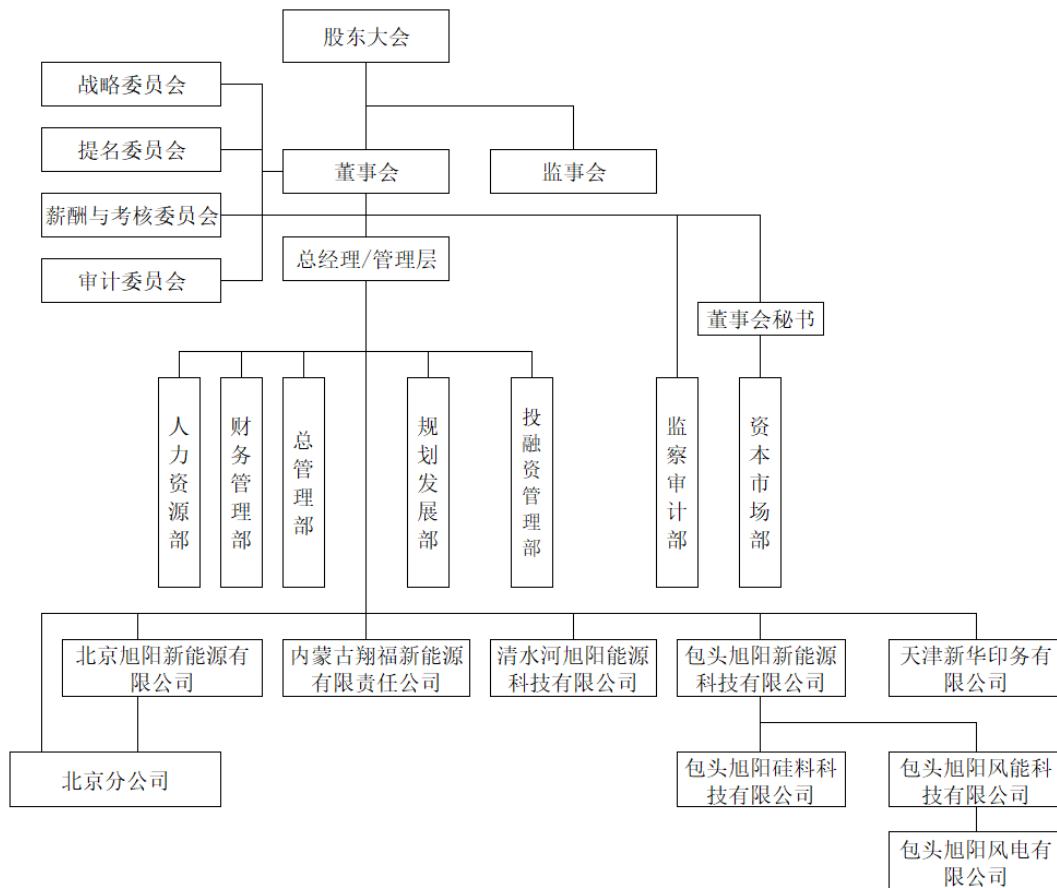 股东大会
战略委员会
提名委员会
董事会
监事会
薪酬与考核委员会
总经理/管理层
审计委员会
董事会秘书
人力资源部
财务管理部
总管理部
规划发展部
投融资管理部
监察审计部
资本市场部
北京旭阳新能源有
限公司
内蒙古翔福新能源
有限责任公司
清水河旭阳能源
科技有限公司
包头旭阳新能源
科技有限公司
天津新华印务有
限公司
北京分公司
包头旭阳硅料科
技有限公司
包头旭阳风能科
技有限公司
包头旭阳风电有
限公司